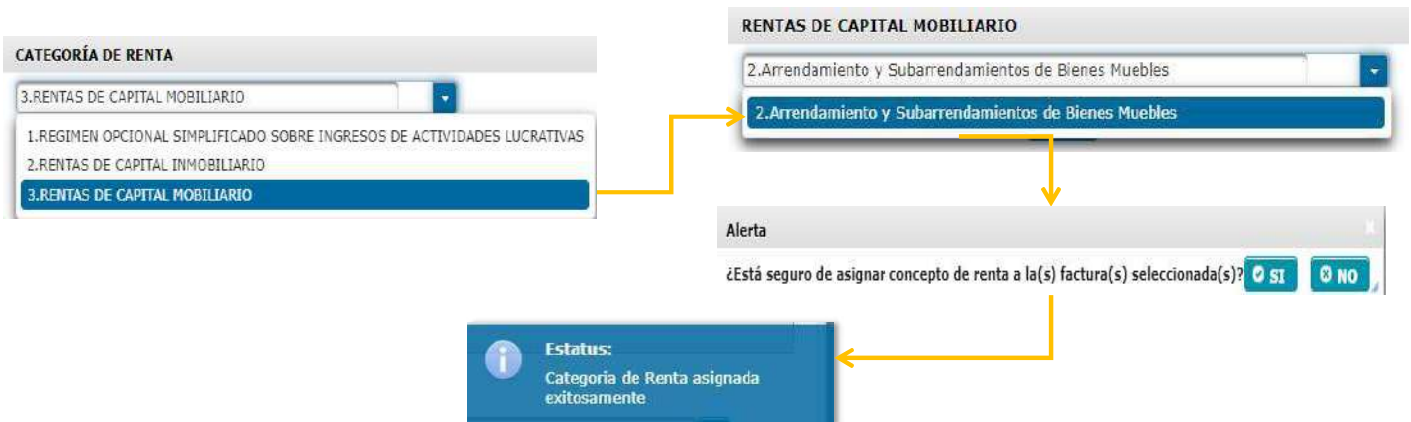 CATEGORÍA DE RENTA
3.RENTAS DE CAPITAL MOBILIARIO
1.REGIMEN OPCIONAL SIMPLIFICADO SOBRE INGRESOS DE ACTIVIDADES LUCRATIVAS
2.RENTAS DE CAPITAL INMOBILIARIO
3.RENTAS DE CAPITAL MOBILIARIO
RENTAS DE CAPITAL MOBILIARIO
2.Arrendamiento y Subarrendamientos de Bienes Muebles
2.Arrendamiento y Subarrendamientos de Bienes Muebles
Alerta
¿Está seguro de asignar concepto de renta a la(s) factura(s) seleccionada(s)? SI NO
Estatus:
Categoria de Renta asignada
exitosamente